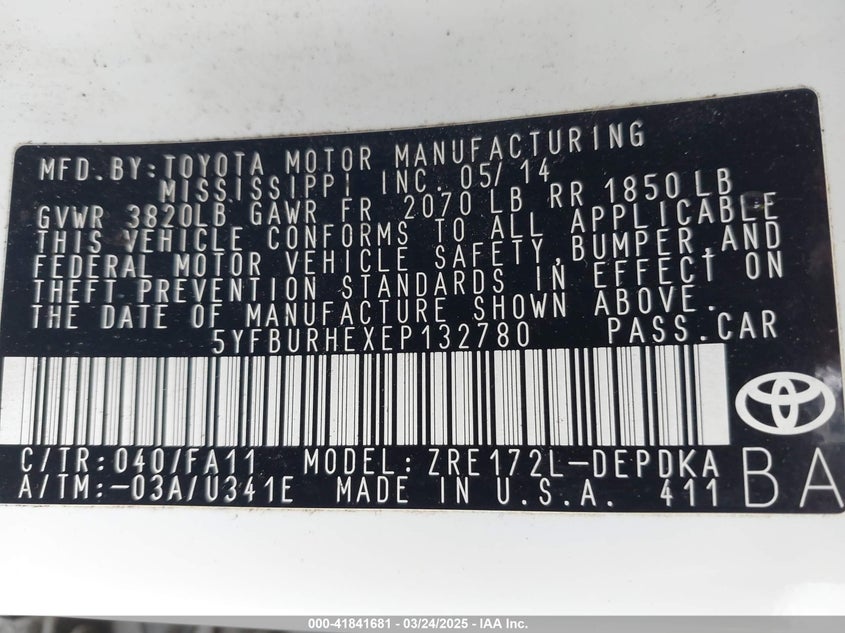 MFD.BY:TOYOTA MOTOR MANUFACTURING
MISSISSIPPI INC. 05/14
GVWR 3820LB GAWR FR 2070 LB RR 1850LB
THIS VEHICLE CONFORMS TO ALL APPLICABLE
FEDERAL MOTOR VEHICLE SAFETY,BUMPER,AND
THEFT PREVENTION STANDARDS IN EFFECT ON
THE DATE OF MANUFACTURE SHOWN ABOVE.
5YFBURHEXEP132780 PASS.CAR
C/TR:040/FA11 MODEL: ZRE172L-DEPDKA
A/TM:-03A/U341E MADE IN U.S.A. 411 BA
000-41841681 - 03/24/2025 - IAA Inc.